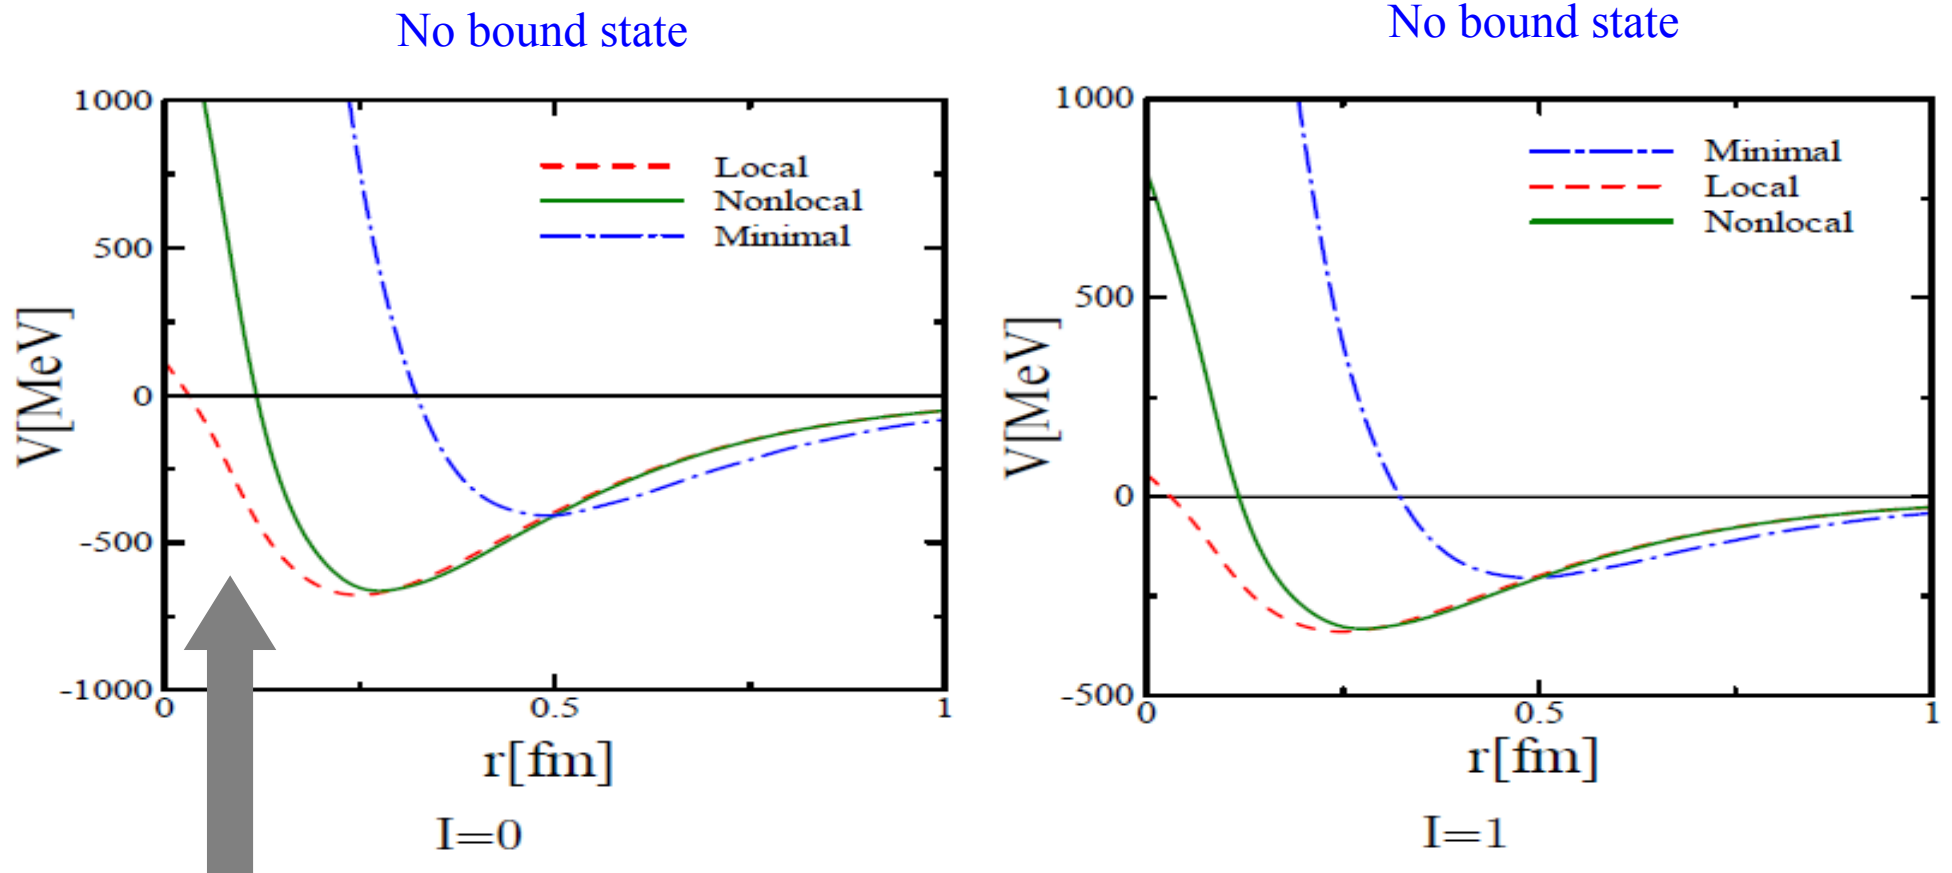 No bound state
1000
500
0
-500
-1000
V[MeV]
Local
Nonlocal
Minimal
0
0.5
1
r[fm]
I=0
No bound state
1000
500
0
-500
V[MeV]
Minimal
Local
Nonlocal
0
0.5
1
r[fm]
I=1